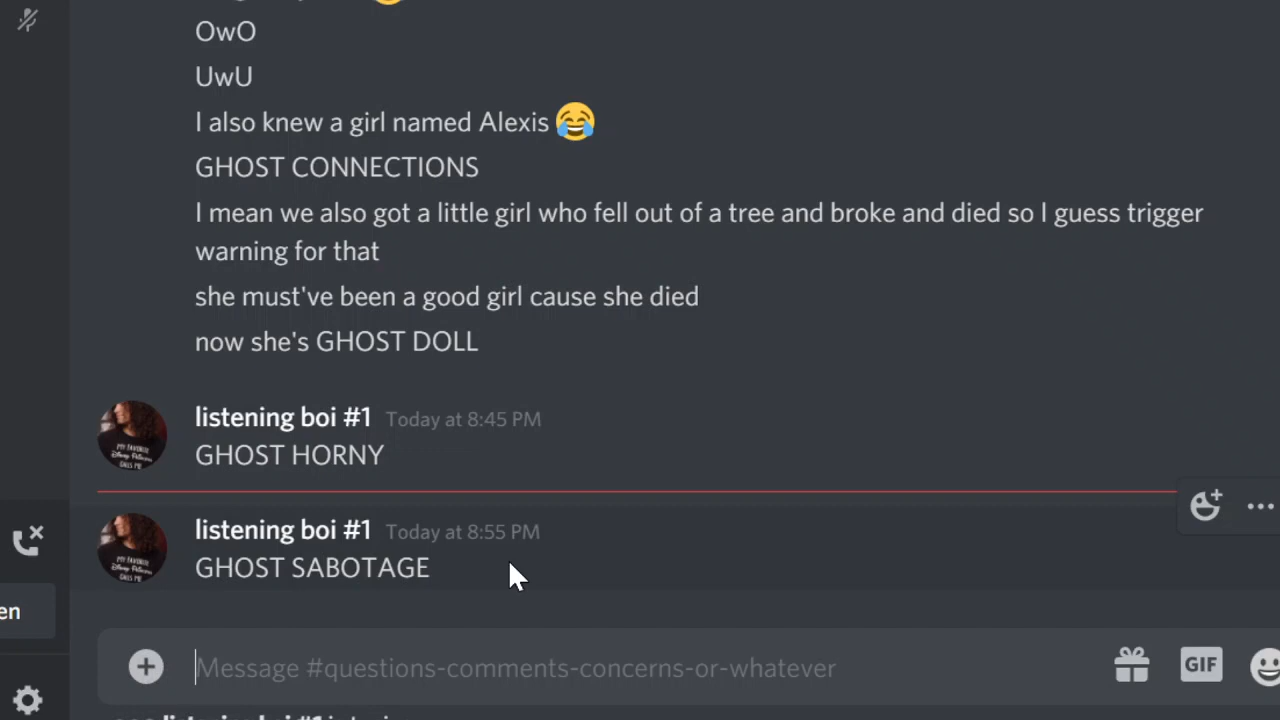 OwO
UwU
I also knew a girl named Alexis 😂
GHOST CONNECTIONS
I mean we also got a little girl who fell out of a tree and broke and died so I guess trigger
warning for that
she must've been a good girl cause she died
now she's GHOST DOLL
listening boi #1 Today at 8:45 PM
GHOST HORNY
listening boi #1 Today at 8:55 PM
GHOST SABOTAGE
en
Message #questions-comments-concerns-or-whatever
GIF